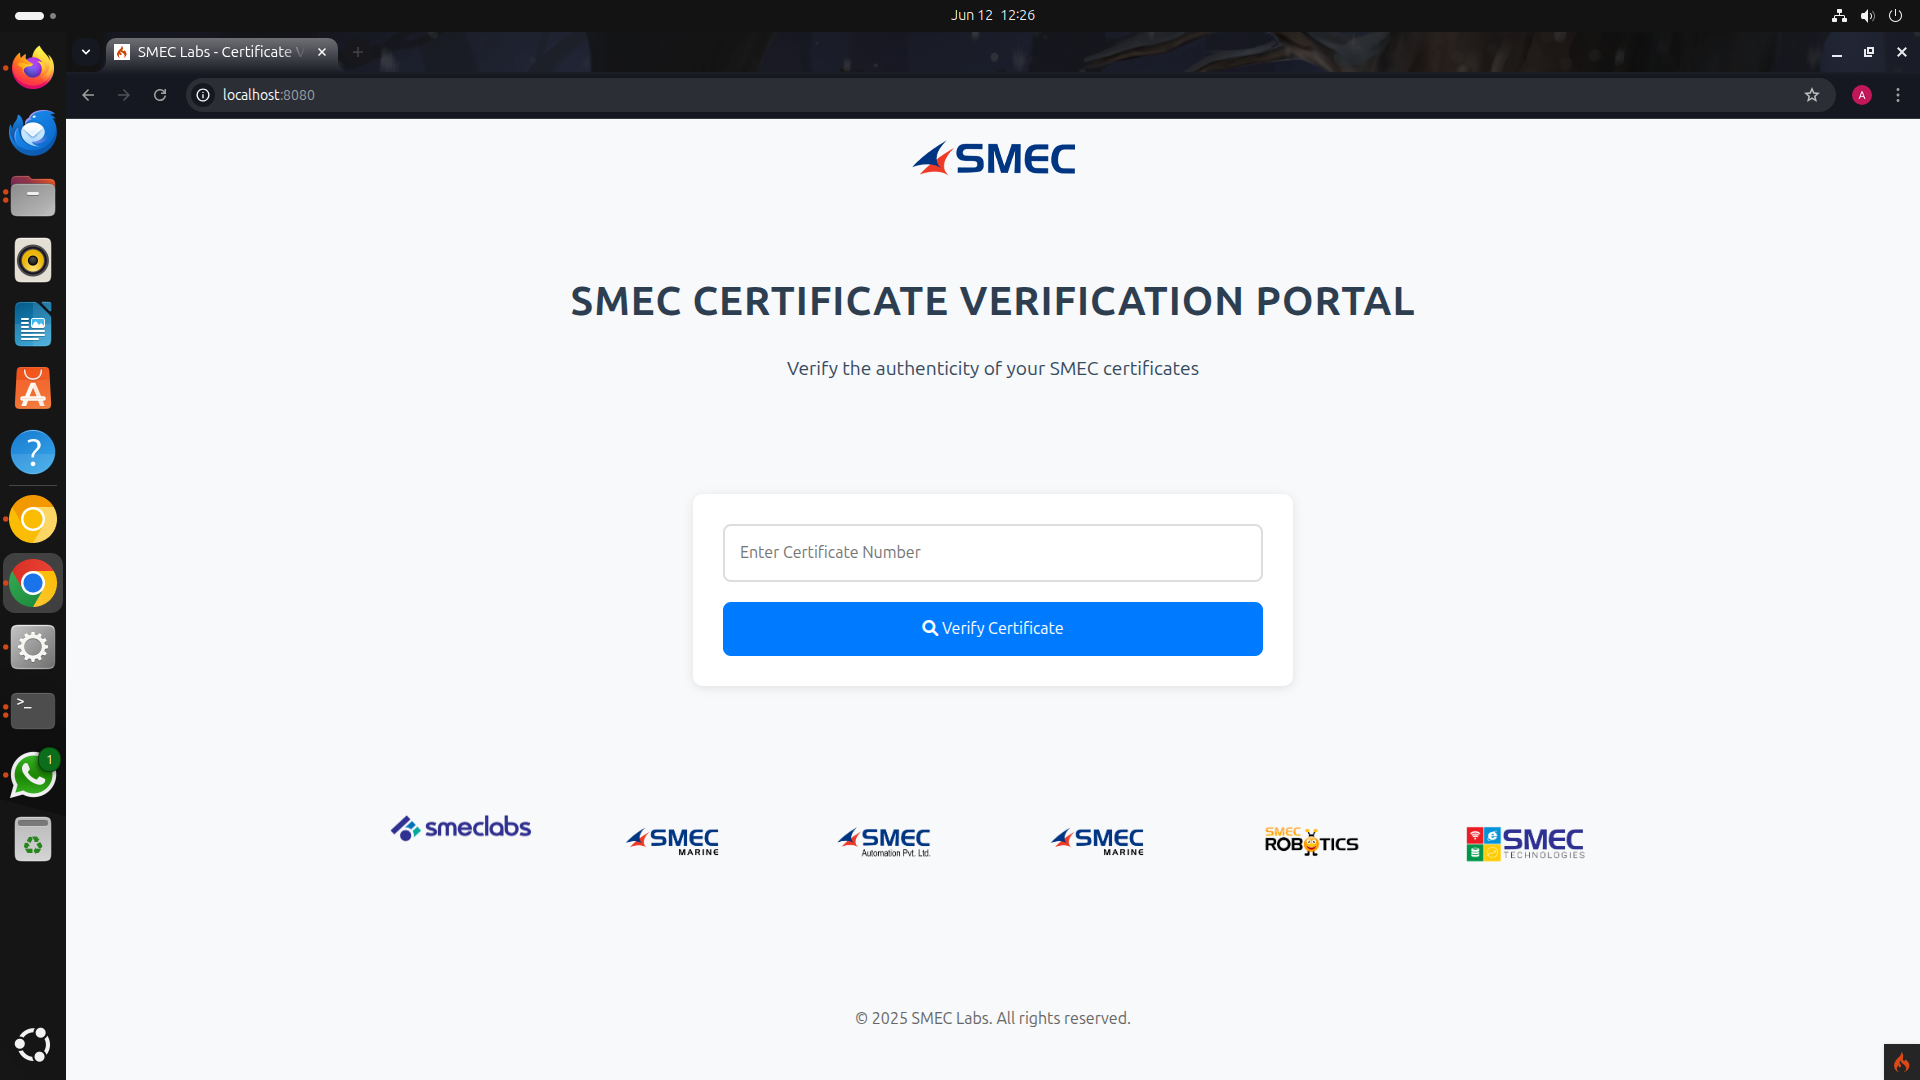 Jun 12 12:26
SMEC Labs - Certificate V
localhost:8080
A
SMEC
SMEC CERTIFICATE VERIFICATION PORTAL
Verify the authenticity of your SMEC certificates
Enter Certificate Number
Verify Certificate
1
smeclabs
SMEC
MARINE
SMEC
Automation Pvt. Ltd.
SMEC
MARINE
SMEC
ROBOTICS
SMEC
TECHNOLOGIES
© 2025 SMEC Labs. All rights reserved.